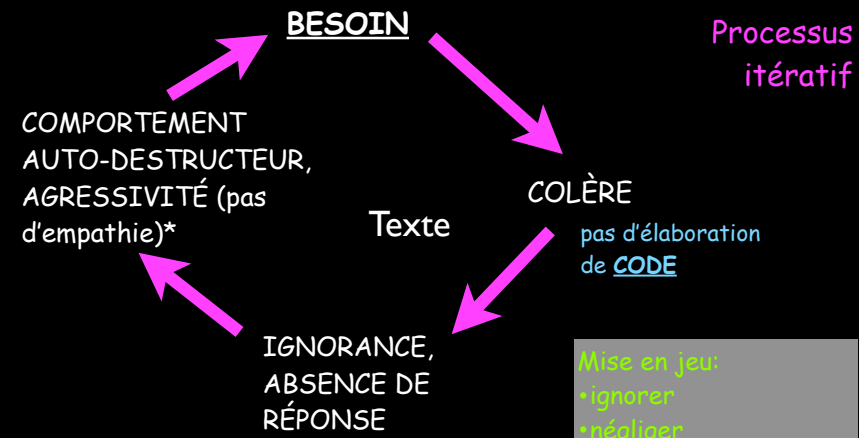 BESOIN
Processus
itératif
COMPORTEMENT
AUTO-DESTRUCTEUR,
AGRESSIVITÉ (pas
d'empathie)*
Texte
COLÈRE
pas d'élaboration
de CODE
IGNORANCE,
ABSENCE DE
RÉPONSE
Mise en jeu:
•ignorer
•négliger